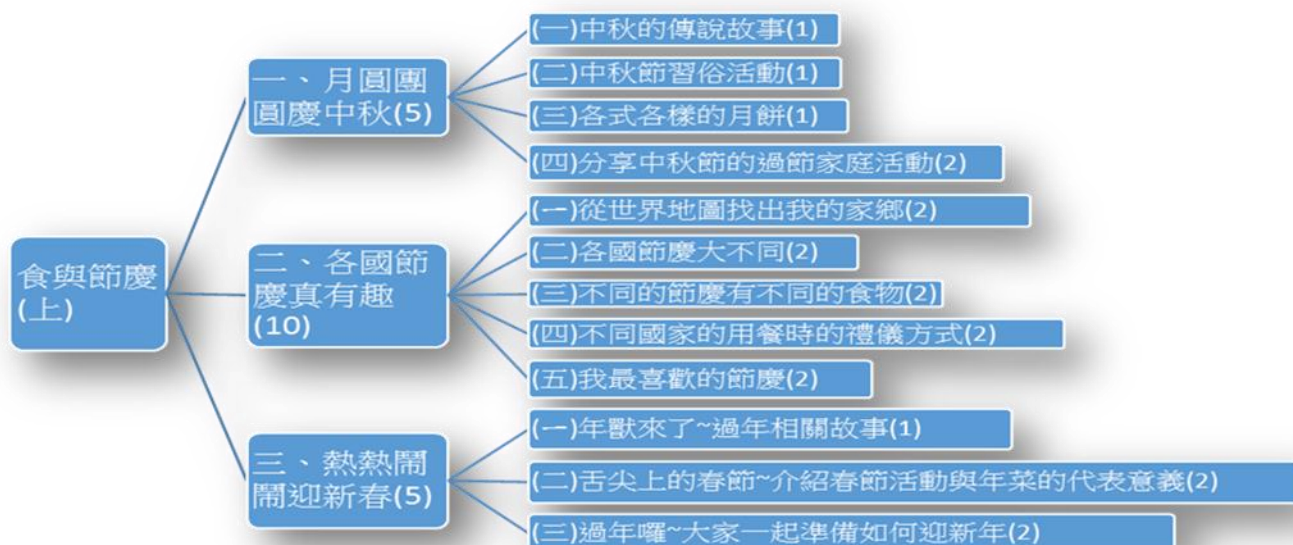 食與節慶
(上)
一、月圓團
圓慶中秋(5)
(一)中秋的傳說故事(1)
(二)中秋節習俗活動(1)
(三)各式各樣的月餅(1)
(四)分享中秋節的過節家庭活動(2)
二、各國節
慶真有趣
(10)
(一)從世界地圖找出我的家鄉(2)
(二)各國節慶大不同(2)
(三)不同的節慶有不同的食物(2)
(四)不同國家的用餐時的禮儀方式(2)
(五)我最喜歡的節慶(2)
三、熱熱鬧
鬧迎新春(5)
(一)年獸來了~過年相關故事(1)
(二)舌尖上的春節~介紹春節活動與年菜的代表意義(2)
(三)過年囉~大家一起準備如何迎新年(2)